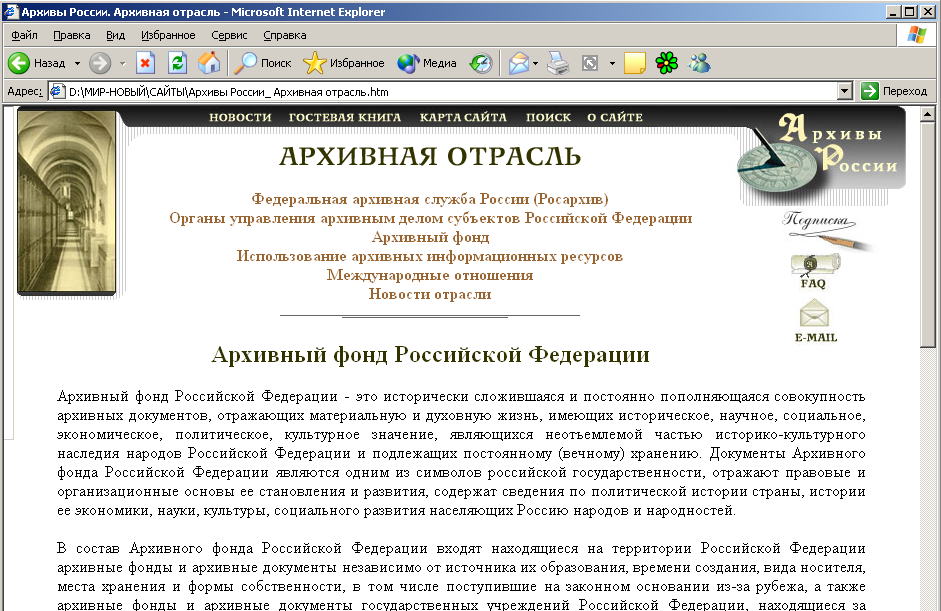 Архивы России. Архивная отрасль - Microsoft Internet Explorer
Файл Правка Вид Избранное Сервис Справка
Назад Поиск Избранное Медиа
Адрес: D:\МИР-НОВЫЙ\САЙТЫ\Архивы России_ Архивная отрасль.htm Переход
НОВОСТИ ГОСТЕВАЯ КНИГА КАРТА САЙТА ПОИСК О САЙТЕ
Архивы
России
АРХИВНАЯ ОТРАСЛЬ
Федеральная архивная служба России (Росархив)
Органы управления архивным делом субъектов Российской Федерации
Архивный фонд
Использование архивных информационных ресурсов
Международные отношения
Новости отрасли
Подписка
FAQ
E-MAIL
Архивный фонд Российской Федерации
Архивный фонд Российской Федерации - это исторически сложившаяся и постоянно пополняющаяся совокупность
архивных документов, отражающих материальную и духовную жизнь, имеющих историческое, научное, социальное,
экономическое, политическое, культурное значение, являющихся неотъемлемой частью историко-культурного
наследия народов Российской Федерации и подлежащих постоянному (вечному) хранению. Документы Архивного
фонда Российской Федерации являются одним из символов российской государственности, отражают правовые и
организационные основы ее становления и развития, содержат сведения по политической истории страны, истории
ее экономики, науки, культуры, социального развития населяющих Россию народов и народностей.
В состав Архивного фонда Российской Федерации входят находящиеся на территории Российской Федерации
архивные фонды и архивные документы независимо от источника их образования, времени создания, вида носителя,
места хранения и формы собственности, в том числе поступившие на законном основании из-за рубежа, а также
архивные фонды и архивные документы государственных учреждений Российской Федерации, находящиеся за